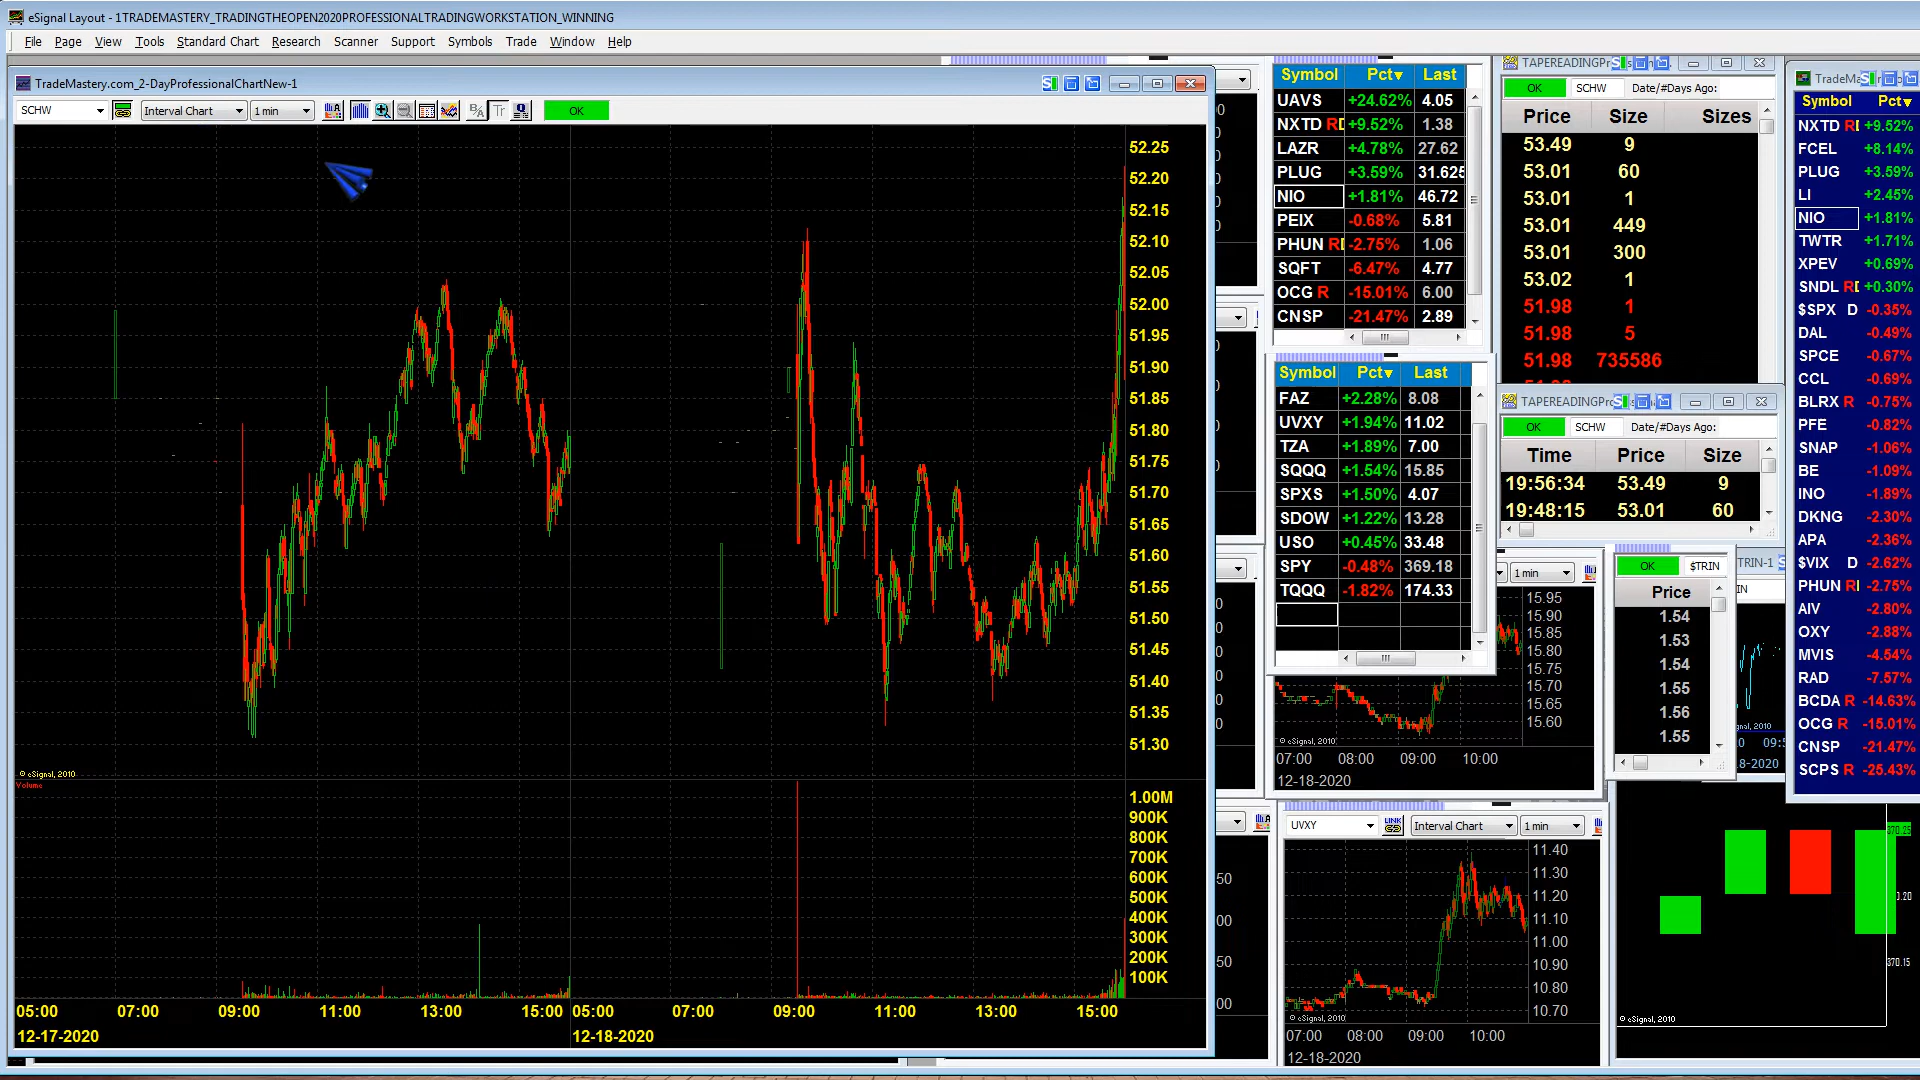 eSignal Layout - 1TRADEMASTERY_TRADINGTHEOPEN2020PROFESSIONALTRADINGWORKSTATION_WINNING
File Page View Tools Standard Chart Research Scanner Support Symbols Trade Window Help
TradeMastery.com_2-DayProfessionalChartNew-1
SCHW Interval Chart 1 min OK
52.25
52.20
52.15
52.10
52.05
52.00
51.95
51.90
51.85
51.80
51.75
51.70
51.65
51.60
51.55
51.50
51.45
51.40
51.35
51.30
© eSignal, 2010
Volume
1.00M
900K
800K
700K
600K
500K
400K
300K
200K
100K
05:00 07:00 09:00 11:00 13:00 15:00 05:00 07:00 09:00 11:00 13:00 15:00
12-17-2020 12-18-2020
Symbol Pct Last
UAVS +24.62% 4.05
NXTD +9.52% 1.38
LAZR +4.78% 27.62
PLUG +3.59% 31.625
NIO +1.81% 46.72
PEIX -0.68% 5.81
PHUN -2.75% 1.06
SQFT -6.47% 4.77
OCG R -15.01% 6.00
CNSP -21.47% 2.89
Symbol Pct Last
FAZ +2.28% 8.08
UVXY +1.94% 11.02
TZA +1.89% 7.00
SQQQ +1.54% 15.85
SPXS +1.50% 4.07
SDOW +1.22% 13.28
USO +0.45% 33.48
SPY -0.48% 369.18
TQQQ -1.82% 174.33
1 min
15.95
15.90
15.85
15.80
15.75
15.70
15.65
15.60
© eSignal, 2010
07:00 08:00 09:00 10:00
12-18-2020
UVXY LINK Interval Chart 1 min
11.40
11.30
11.20
11.10
11.00
10.90
10.80
10.70
© eSignal, 2010
07:00 08:00 09:00 10:00
12-18-2020
OK SCHW Date/#Days Ago:
Price Size Sizes
53.49 9
53.01 60
53.01 1
53.01 449
53.01 300
53.02 1
51.98 1
51.98 5
51.98 735586
OK SCHW Date/#Days Ago:
Time Price Size
19:56:34 53.49 9
19:48:15 53.01 60
OK $TRIN
Price
1.54
1.53
1.54
1.55
1.56
1.55
TRIN-1
© eSignal, 2010
Symbol Pct
NXTD +9.52%
FCEL +8.14%
PLUG +3.59%
LI +2.45%
NIO +1.81%
TWTR +1.71%
XPEV +0.69%
SNDL +0.30%
$SPX D -0.35%
DAL -0.49%
SPCE -0.67%
CCL -0.69%
BLRX R -0.75%
PFE -0.82%
SNAP -1.06%
BE -1.09%
INO -1.89%
DKNG -2.30%
APA -2.36%
$VIX D -2.62%
PHUN -2.75%
AIV -2.80%
OXY -2.88%
MVIS -4.54%
RAD -7.57%
BCDA R -14.63%
OCG R -15.01%
CNSP -21.47%
SCPS R -25.43%